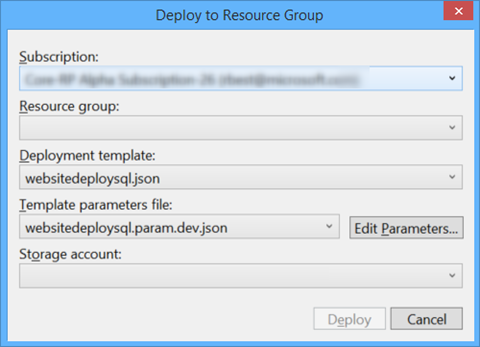 Deploy to Resource Group
Subscription:
Resource group:
Deployment template:
websitedeploysql.json
Template parameters file:
websitedeploysql.param.dev.json
Edit Parameters...
Storage account:
Deploy
Cancel